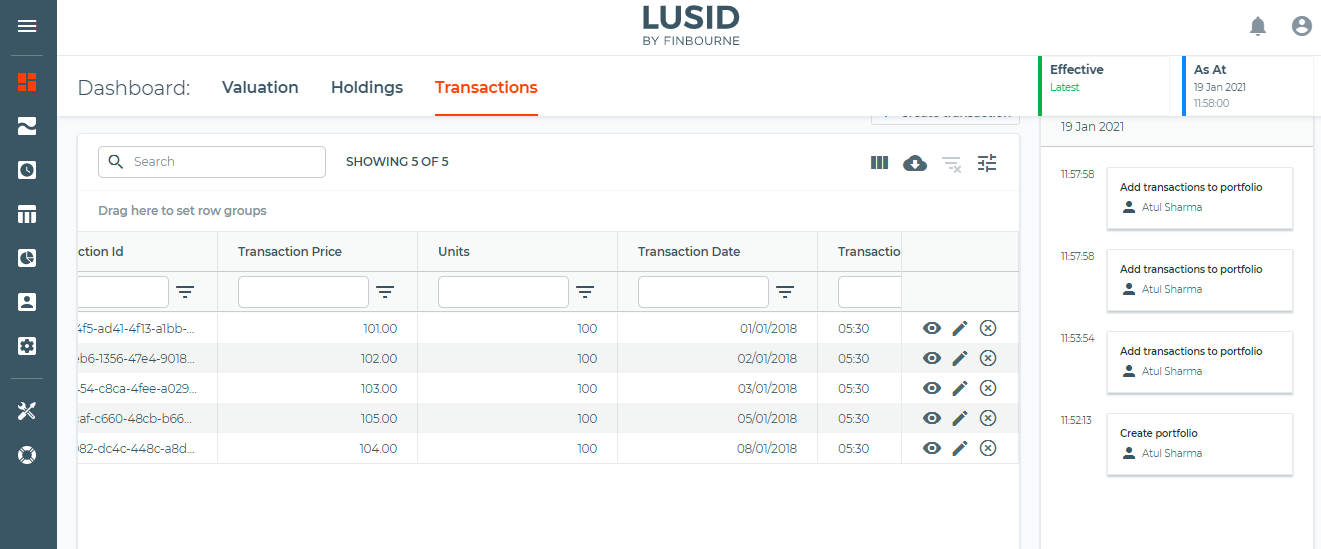 LUSID
BY FINBOURNE
Dashboard: Valuation Holdings Transactions
Effective
Latest
As At
19 Jan 2021
11:58:00
Create transaction
Search
SHOWING 5 OF 5
Drag here to set row groups
ction Id Transaction Price Units Transaction Date Transactio
4f5-ad41-4f13-a1bb-... 101.00 100 01/01/2018 05:30
eb6-1356-47e4-9018... 102.00 100 02/01/2018 05:30
454-c8ca-4fee-a029... 103.00 100 03/01/2018 05:30
caf-c660-48cb-b66... 105.00 100 05/01/2018 05:30
982-dc4c-448c-a8d... 104.00 100 08/01/2018 05:30
19 Jan 2021
11:57:58
Add transactions to portfolio
Atul Sharma
11:57:58
Add transactions to portfolio
Atul Sharma
11:53:54
Add transactions to portfolio
Atul Sharma
11:52:13
Create portfolio
Atul Sharma